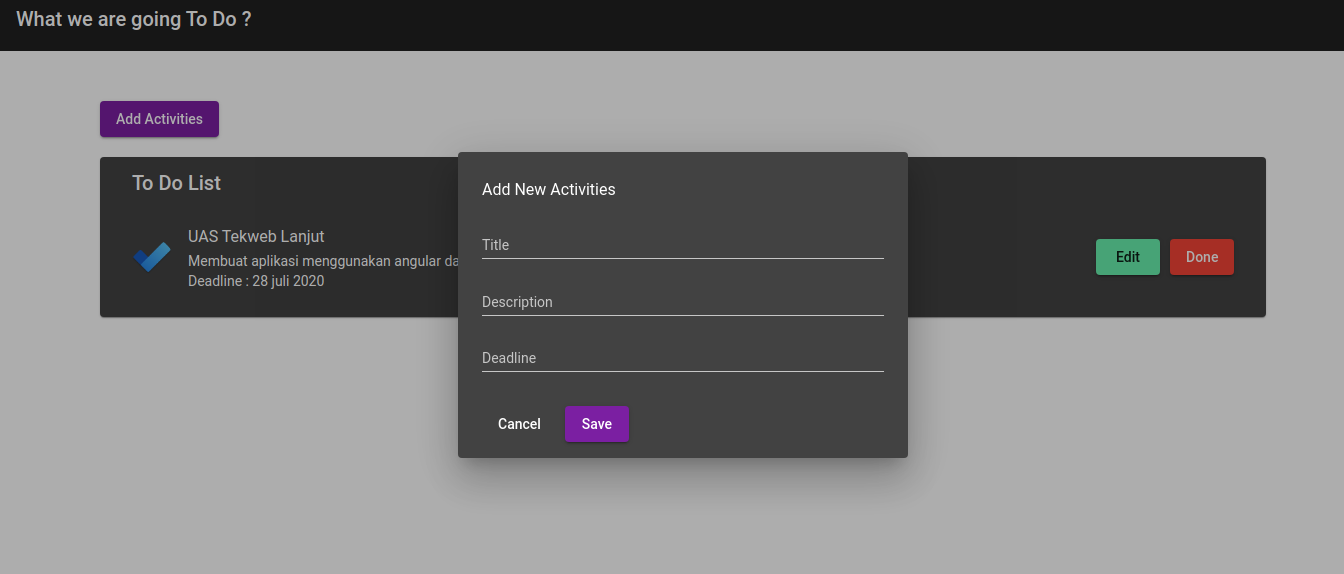 What we are going To Do ?
Add Activities
To Do List
UAS Tekweb Lanjut
Membuat aplikasi menggunakan angular da
Deadline : 28 juli 2020
Edit
Done
Add New Activities
Title
Description
Deadline
Cancel
Save